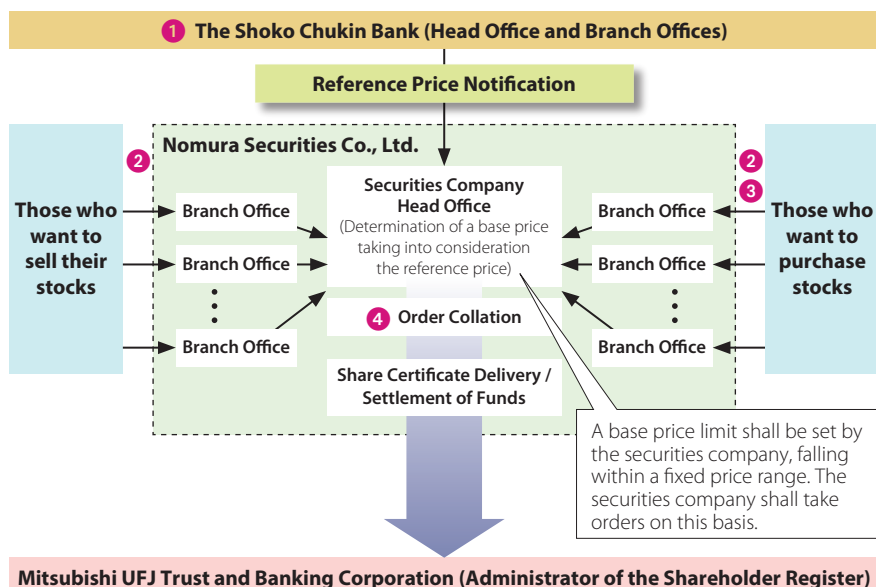 1 The Shoko Chukin Bank (Head Office and Branch Offices)
Reference Price Notification
Nomura Securities Co., Ltd.
2
Those who
want to
sell their
stocks
Branch Office
Branch Office
Branch Office
Securities Company
Head Office
(Determination of a base price
taking into consideration
the reference price)
4 Order Collation
Share Certificate Delivery /
Settlement of Funds
Branch Office
Branch Office
Branch Office
2
3
Those who
want to
purchase
stocks
A base price limit shall be set by
the securities company, falling
within a fixed price range. The
securities company shall take
orders on this basis.
Mitsubishi UFJ Trust and Banking Corporation (Administrator of the Shareholder Register)